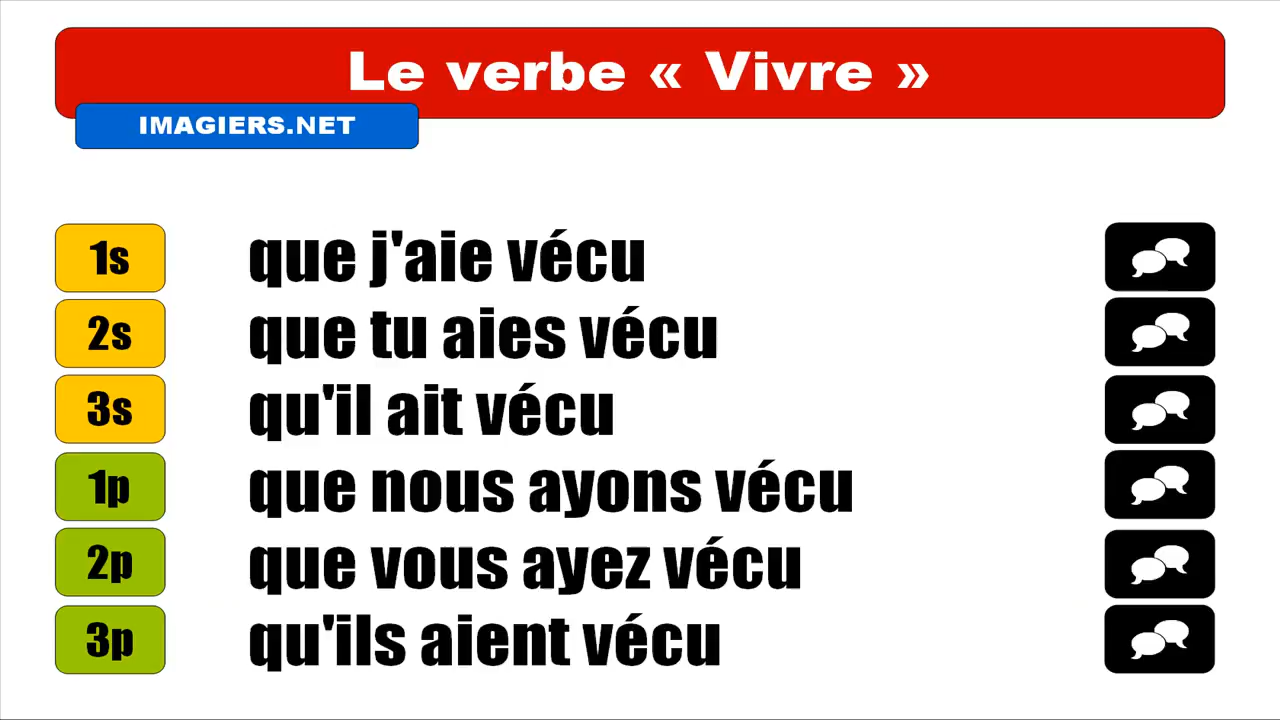 Le verbe « Vivre »
IMAGIERS.NET
1s que j'aie vécu
2s que tu aies vécu
3s qu'il ait vécu
1p que nous ayons vécu
2p que vous ayez vécu
3p qu'ils aient vécu